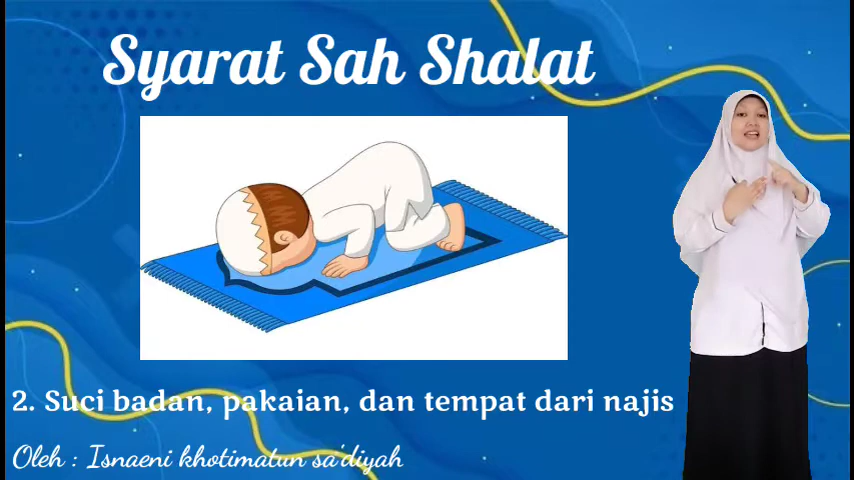 Syarat Sah Shalat
2. Suci badan, pakaian, dan tempat dari najis
Oleh : Isnaeni khotimatun sa'diyah